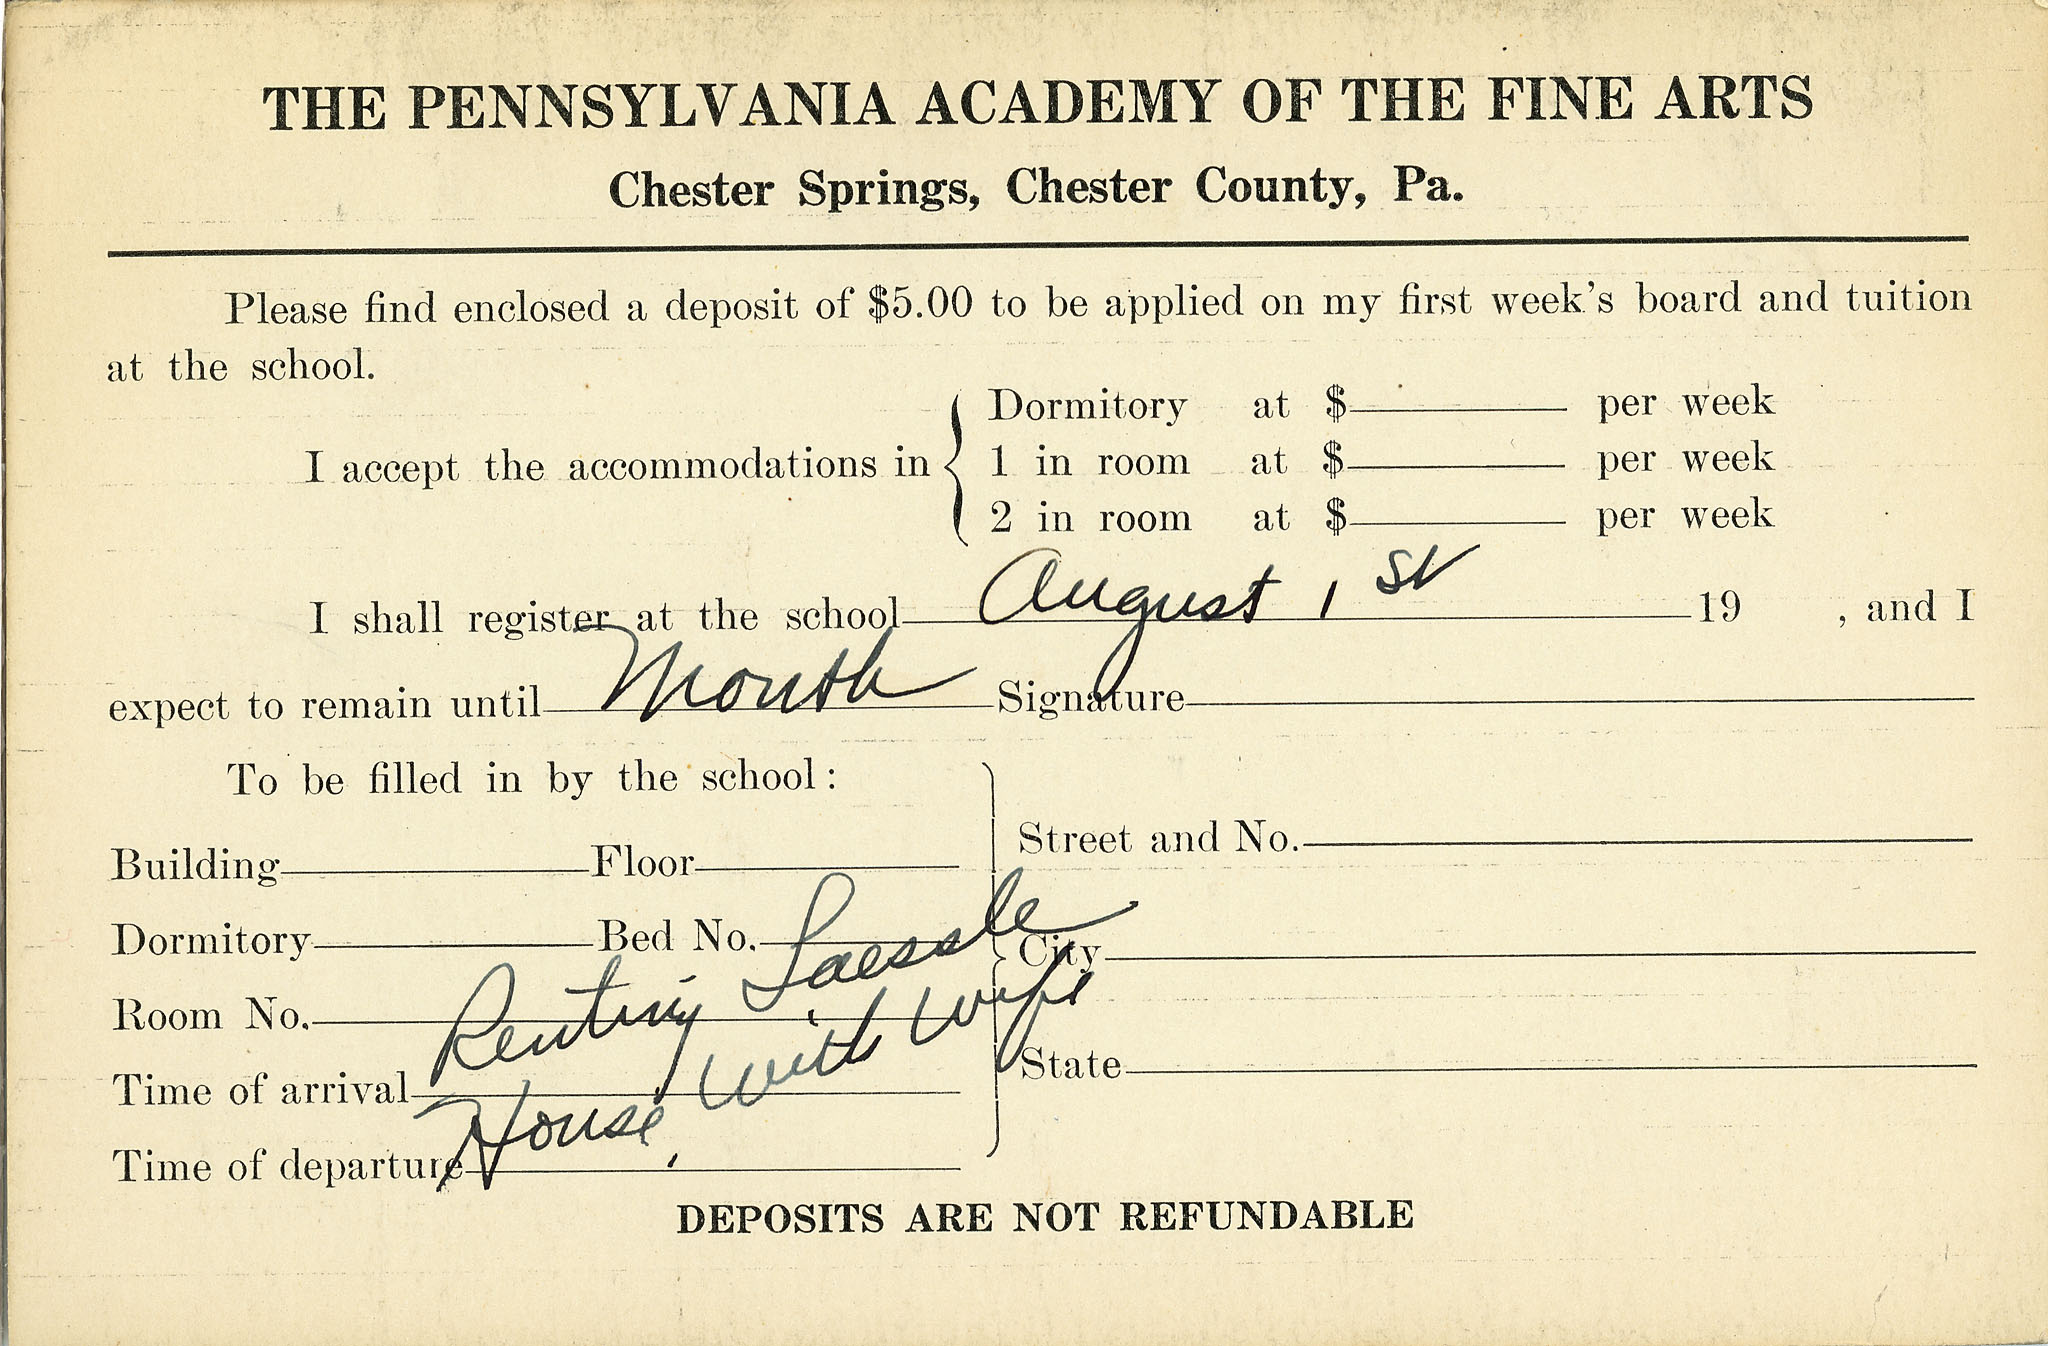 THE PENNSYLVANIA ACADEMY OF THE FINE ARTS
Chester Springs, Chester County, Pa.
Please find enclosed a deposit of $5.00 to be applied on my first week's board and tuition
at the school.
I accept the accommodations in
Dormitory at $ per week
1 in room at $ per week
2 in room at $ per week
I shall register at the school August 1st 19 , and I
expect to remain until Month Signature
To be filled in by the school:
Building Floor
Dormitory Bed No.
Room No.
Time of arrival
Time of departure
Renting Laessle
House, With Wife
Street and No.
City
State
DEPOSITS ARE NOT REFUNDABLE